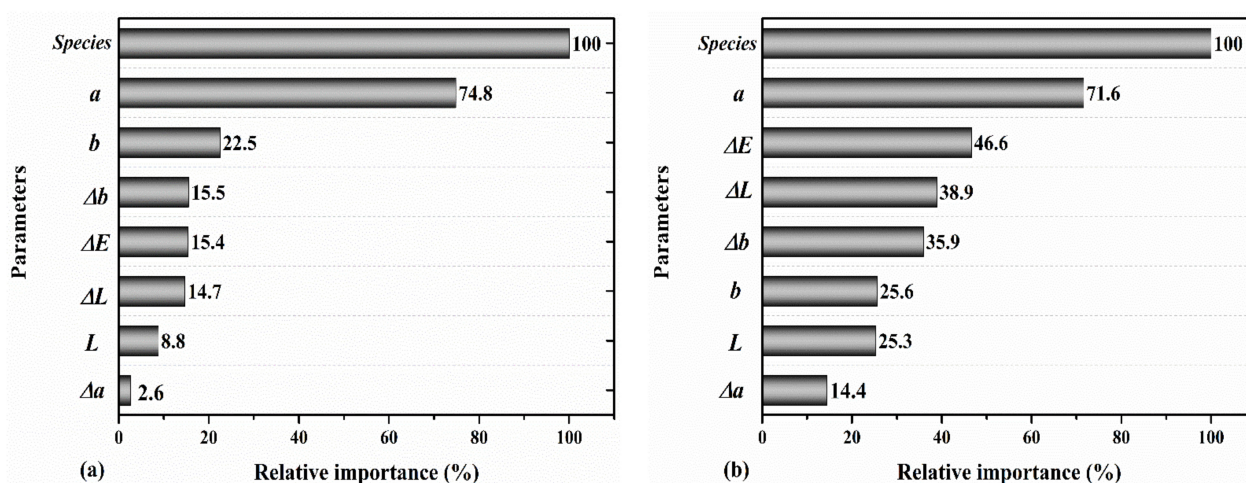 Species
100
a
74.8
b
22.5
Δb
15.5
ΔE
15.4
ΔL
14.7
L
8.8
Δa
2.6
Parameters
0 20 40 60 80 100
(a) Relative importance (%)
Species
100
a
71.6
ΔE
46.6
ΔL
38.9
Δb
35.9
b
25.6
L
25.3
Δa
14.4
Parameters
0 20 40 60 80 100
(b) Relative importance (%)